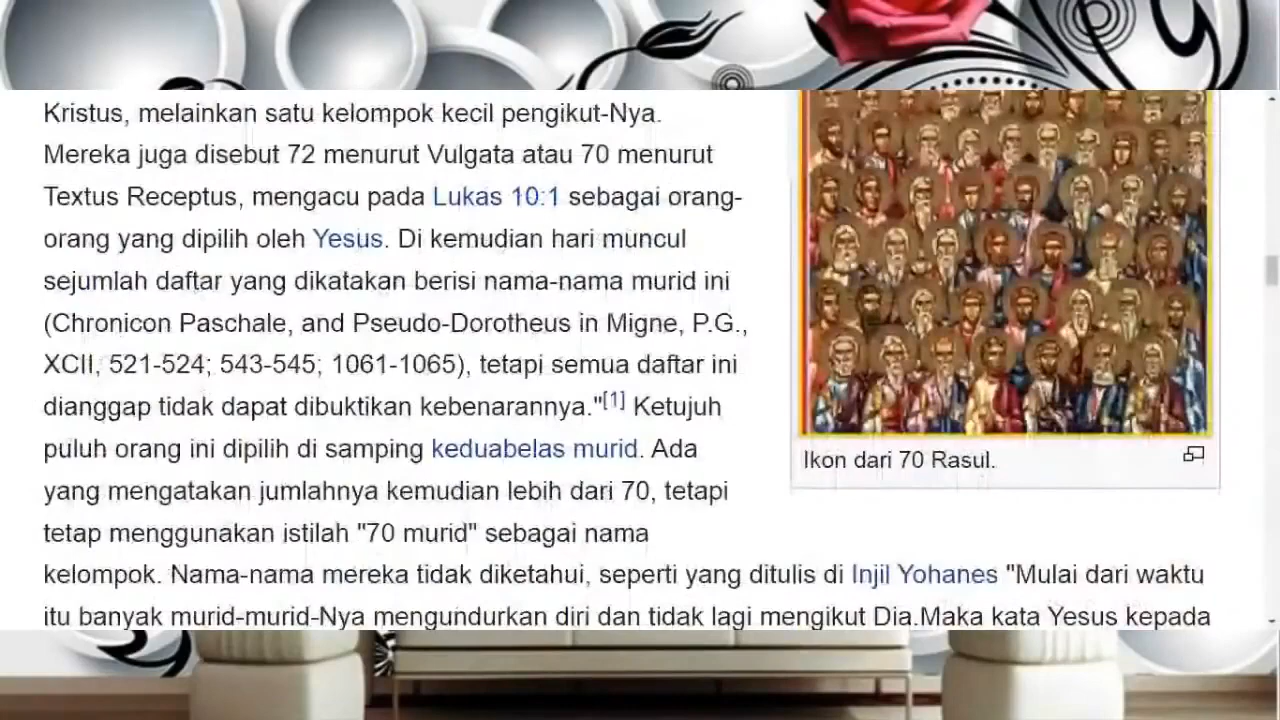 Kristus, melainkan satu kelompok kecil pengikut-Nya.
Mereka juga disebut 72 menurut Vulgata atau 70 menurut
Textus Receptus, mengacu pada Lukas 10:1 sebagai orang-
orang yang dipilih oleh Yesus. Di kemudian hari muncul
sejumlah daftar yang dikatakan berisi nama-nama murid ini
(Chronicon Paschale, and Pseudo-Dorotheus in Migne, P.G.,
XCII, 521-524; 543-545; 1061-1065), tetapi semua daftar ini
dianggap tidak dapat dibuktikan kebenarannya."[1] Ketujuh
puluh orang ini dipilih di samping keduabelas murid. Ada
yang mengatakan jumlahnya kemudian lebih dari 70, tetapi
tetap menggunakan istilah "70 murid" sebagai nama
kelompok. Nama-nama mereka tidak diketahui, seperti yang ditulis di Injil Yohanes "Mulai dari waktu
itu banyak murid-murid-Nya mengundurkan diri dan tidak lagi mengikut Dia.Maka kata Yesus kepada
Ikon dari 70 Rasul.